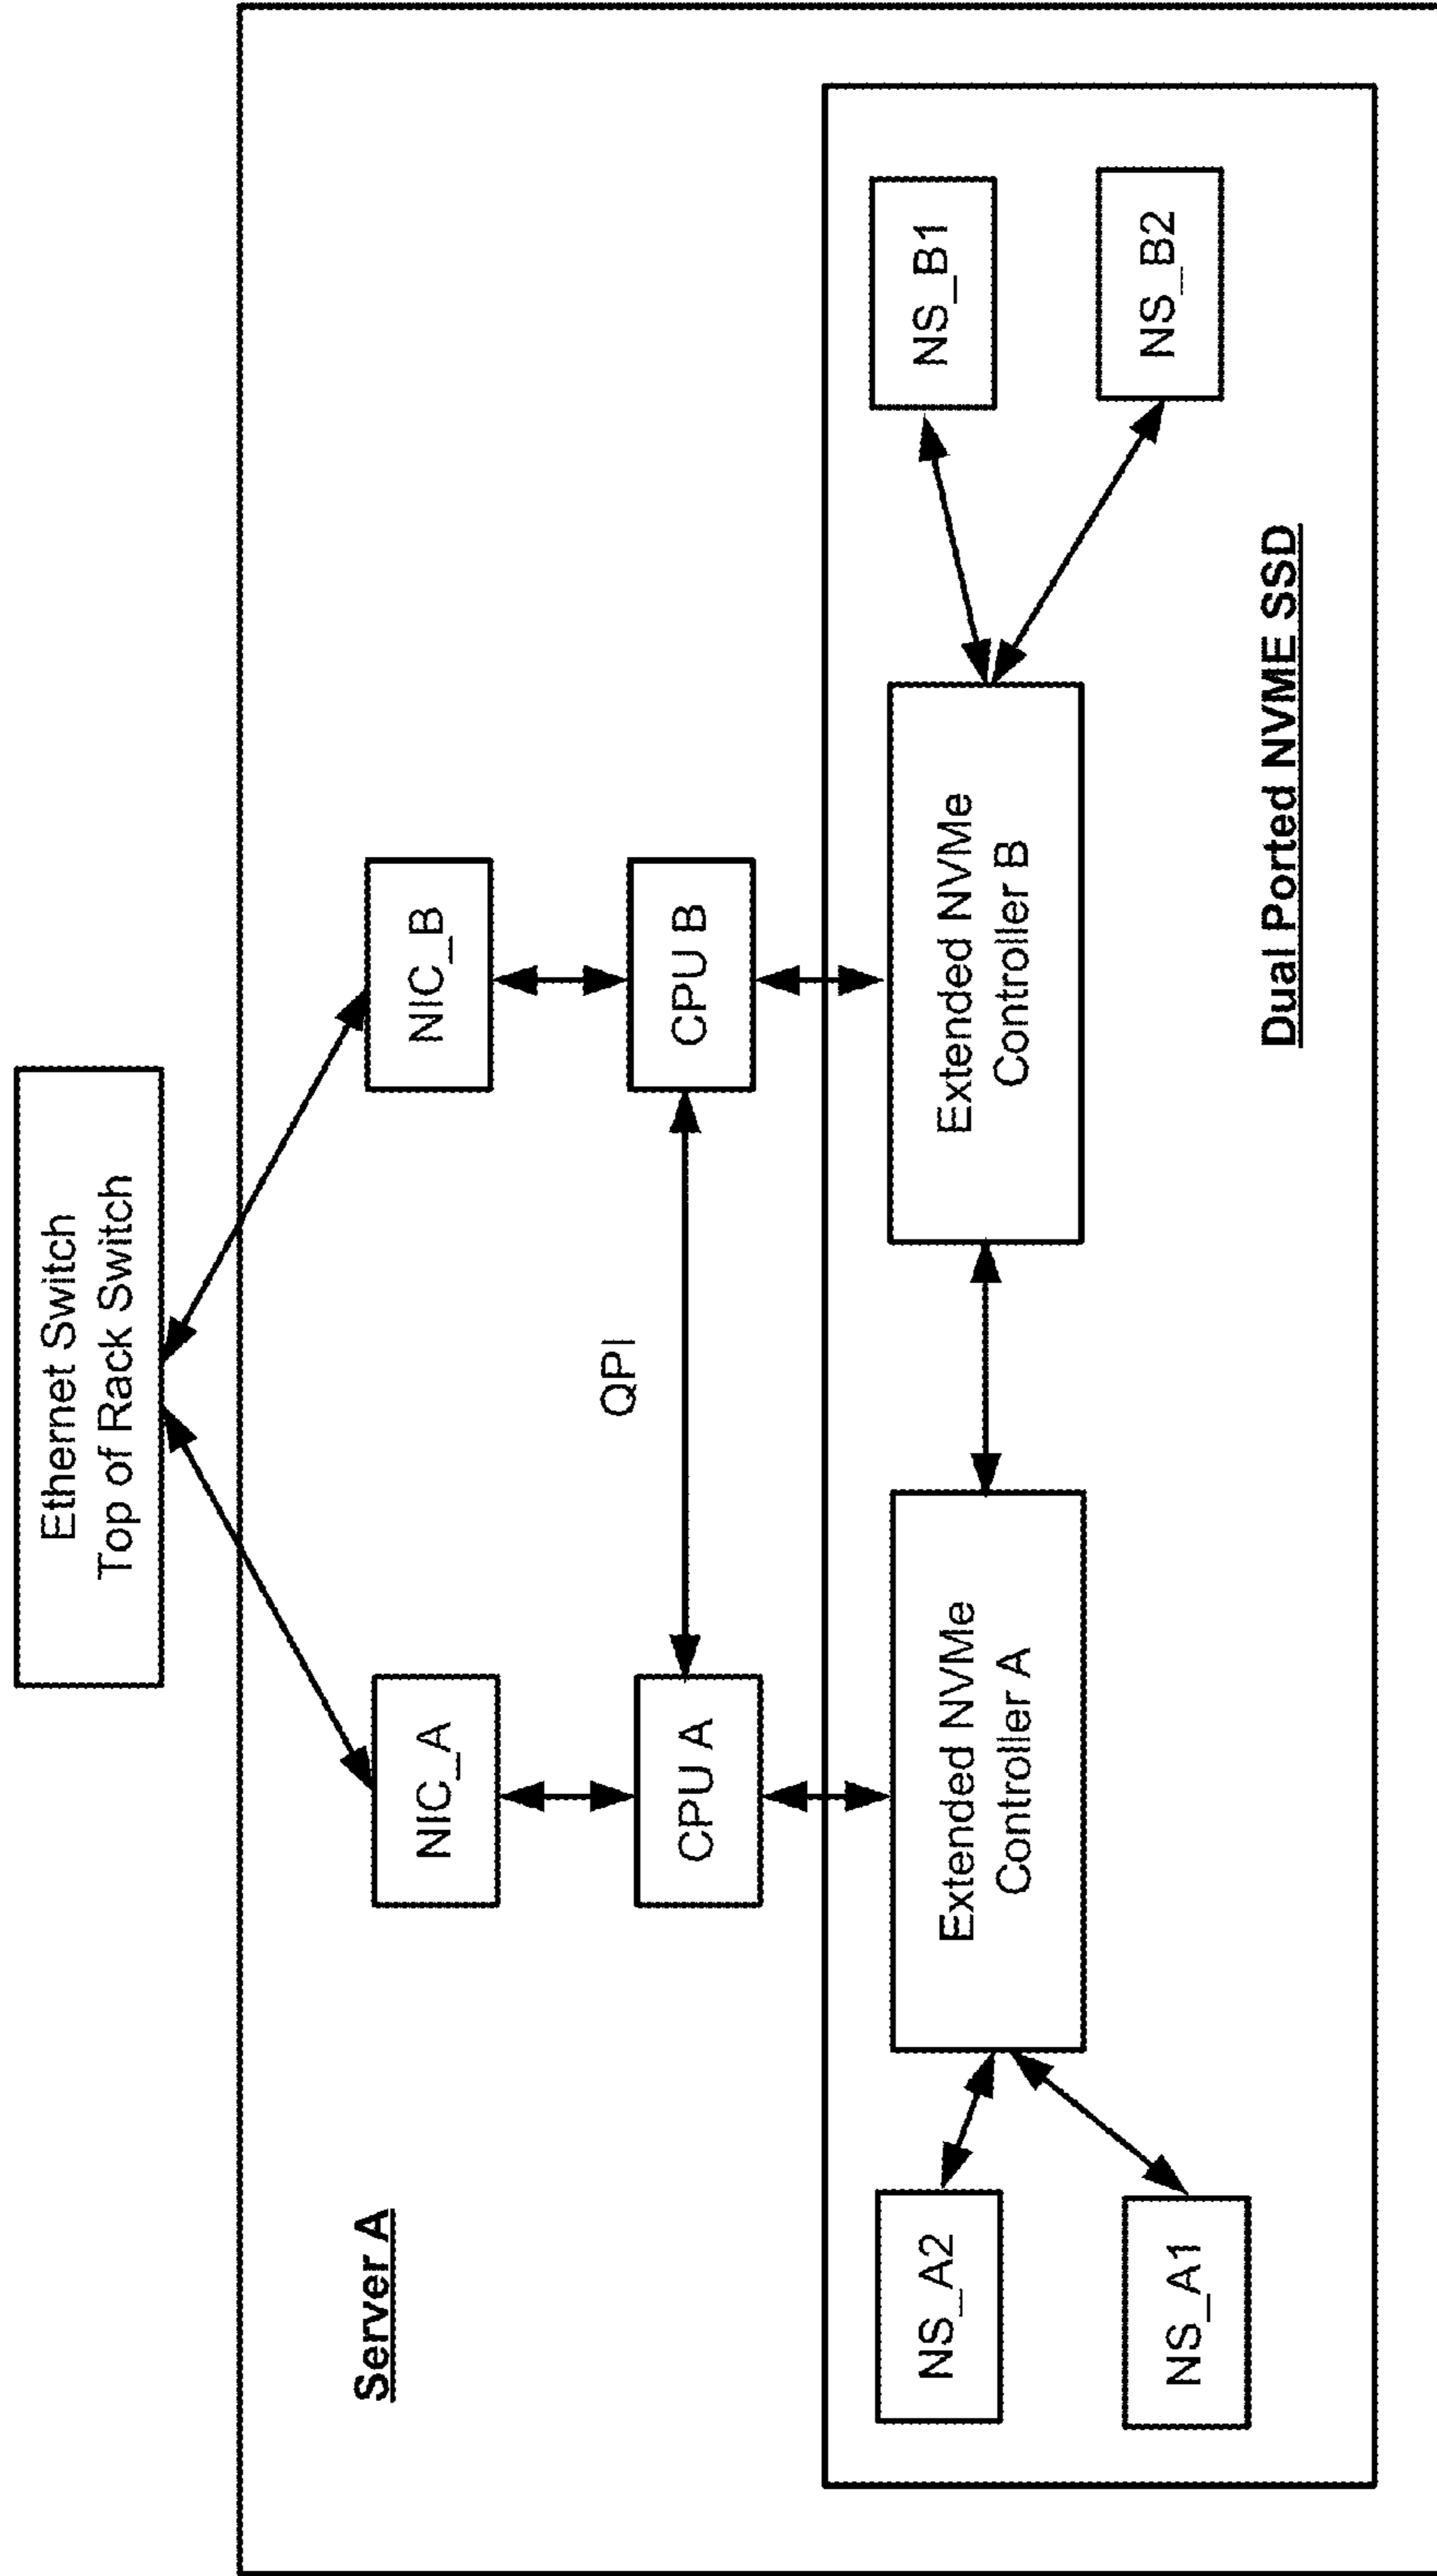 Ethernet Switch
Top of Rack Switch
Server A
NIC_A
NIC_B
CPU A
QPI
CPU B
NS_A2
Extended NVMe
Controller A
Extended NVMe
Controller B
NS_B1
NS_A1
NS_B2
Dual Ported NVME SSD